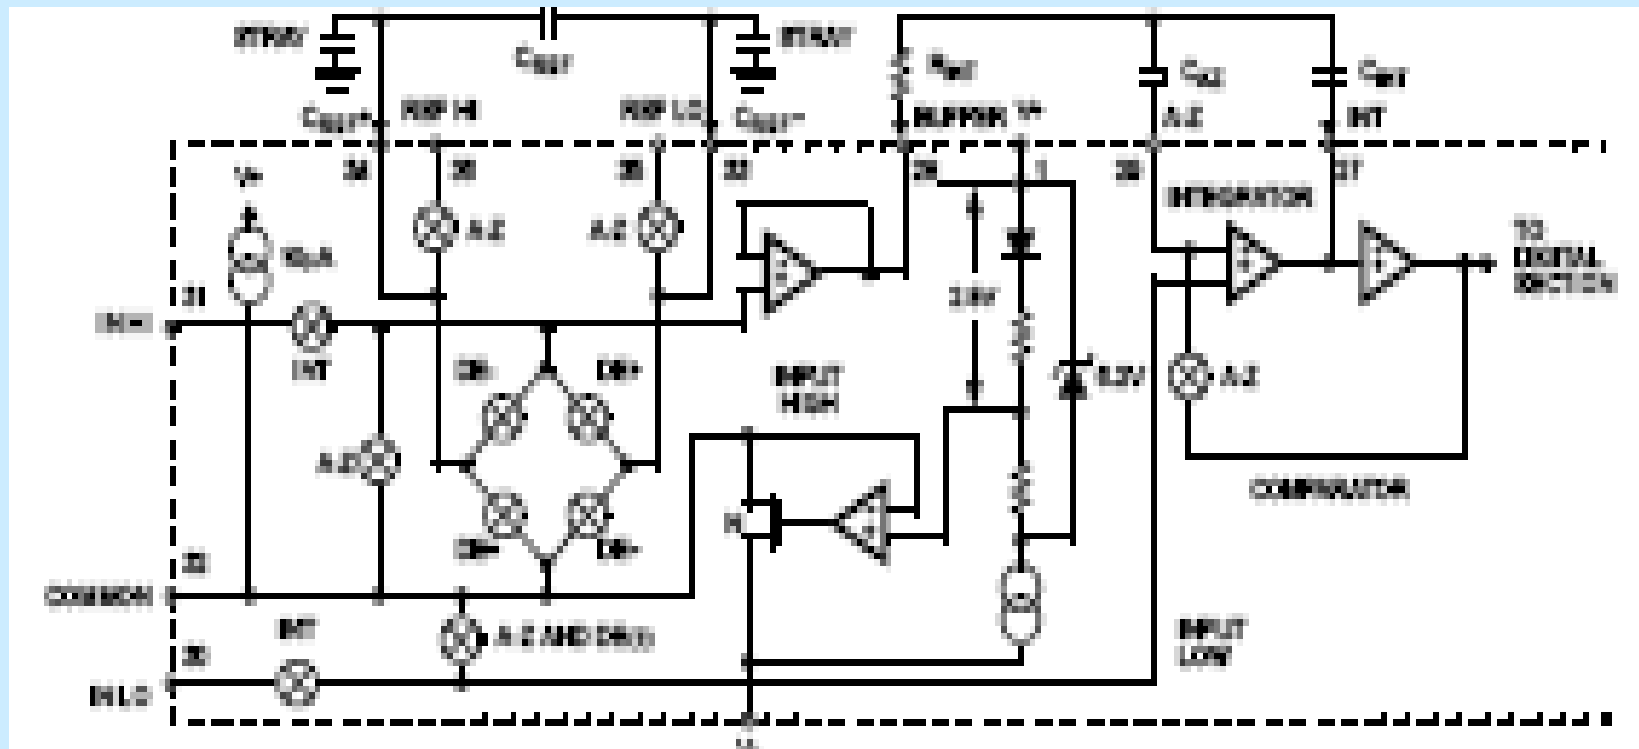 STRAY
STRAY
CREF
RINT
CAZ
CINT
CREF+
REF HI
REF LO
CREF-
BUFFER V+
A-Z
INT
34
36
35
33
28
1
29
27
V+
INTEGRATOR
A-Z
A-Z
TO
DIGITAL
SECTION
10µA
31
2.8V
IN HI
INT
DE-
DE+
INPUT
HIGH
6.2V
A-Z
A-Z
COMPARATOR
N
DE+
DE-
32
COMMON
INT
A-Z AND DE(±)
INPUT
LOW
30
IN LO